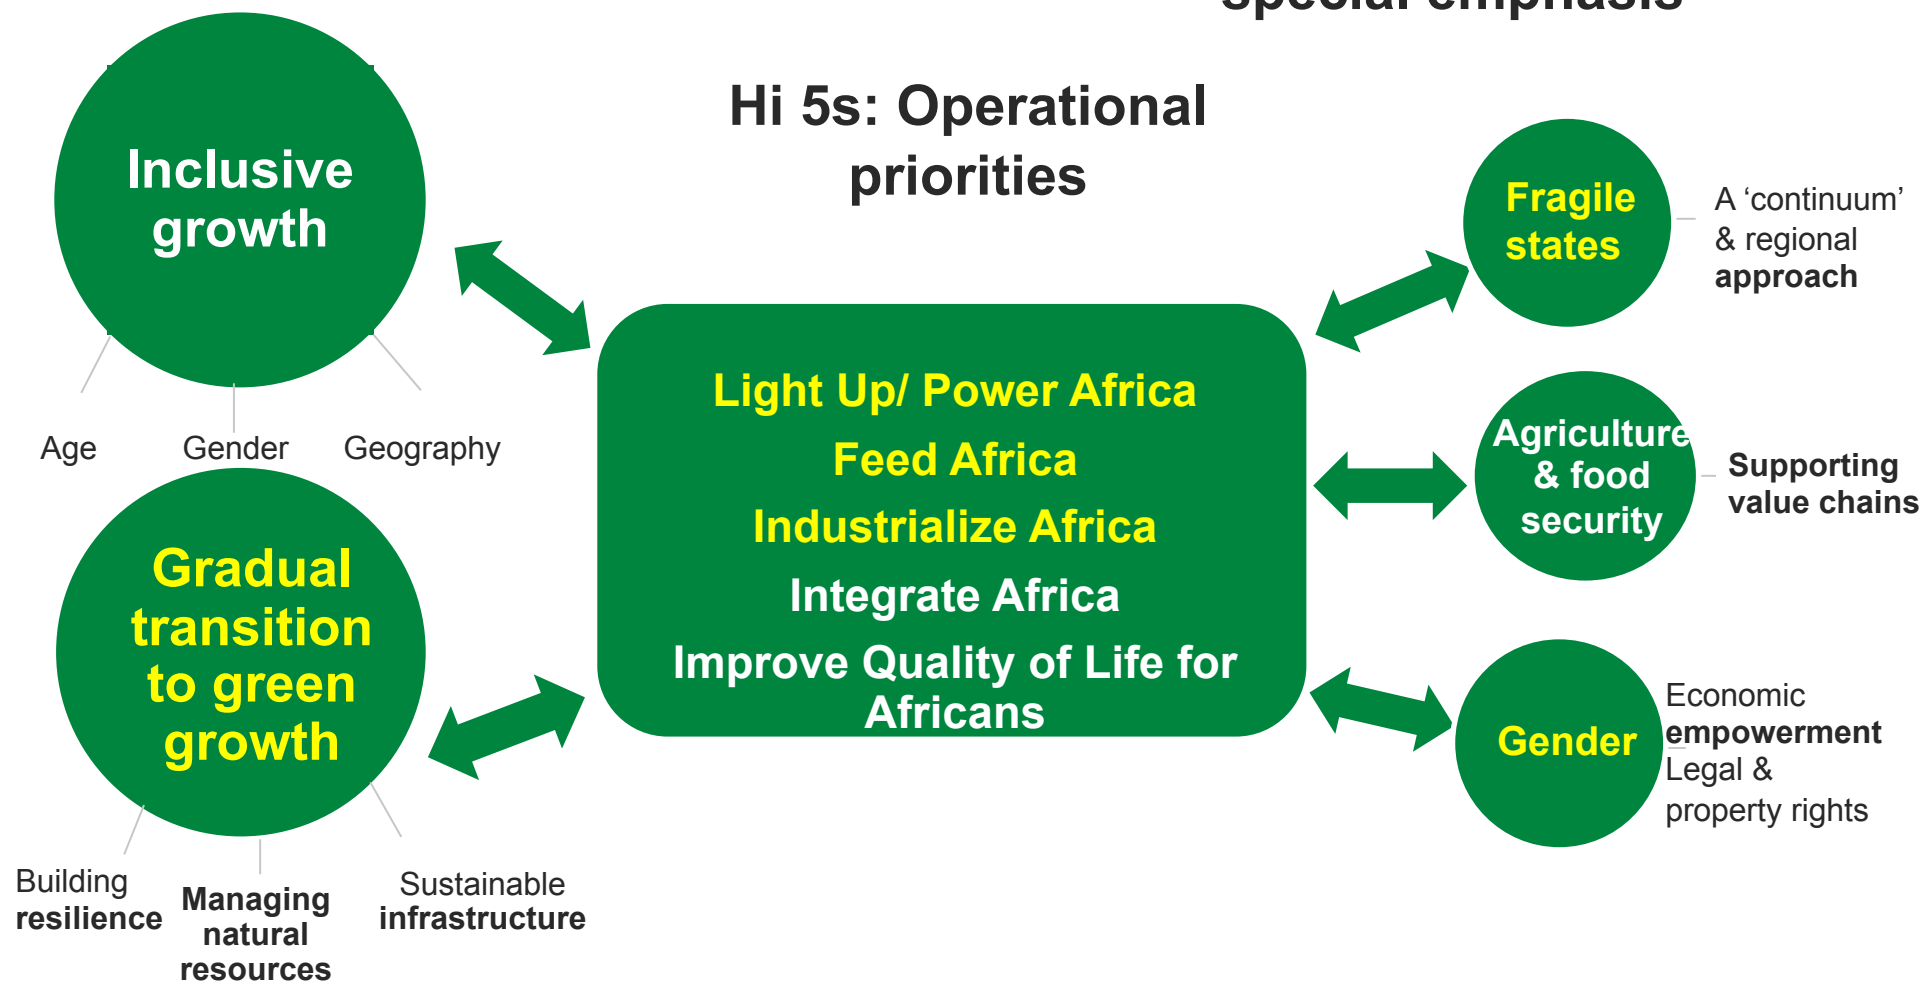 special emphasis
Hi 5s: Operational
priorities
Inclusive
growth
Age
Gender
Geography
Gradual
transition
to green
growth
Building
resilience
Managing
natural
resources
Sustainable
infrastructure
Light Up/ Power Africa
Feed Africa
Industrialize Africa
Integrate Africa
Improve Quality of Life for
Africans
Fragile
states
A ‘continuum’
& regional
approach
Agriculture
& food
security
Supporting
value chains
Gender
Economic
empowerment
Legal &
property rights